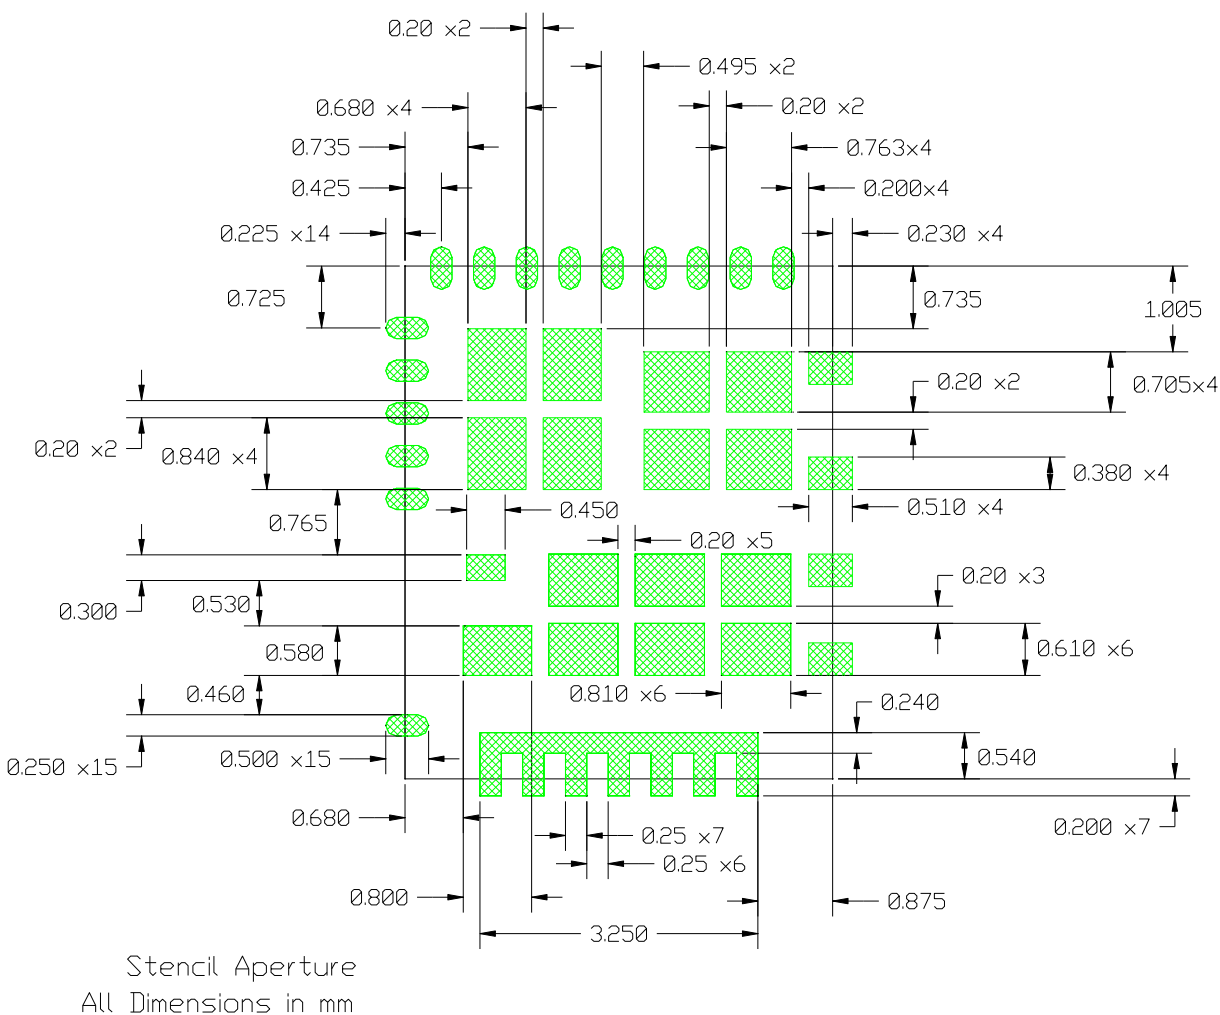 0.20 x2
0.495 x2
0.680 x4
0.20 x2
0.735
0.763x4
0.425
0.200x4
0.225 x14
0.230 x4
0.725
0.735
1.005
0.20 x2
0.705x4
0.20 x2
0.840 x4
0.380 x4
0.450
0.510 x4
0.765
0.20 x5
0.300
0.530
0.20 x3
0.580
0.610 x6
0.460
0.810 x6
0.240
0.250 x15
0.500 x15
0.540
0.680
0.25 x7
0.200 x7
0.25 x6
0.800
0.875
3.250
Stencil Aperture
All Dimensions in mm